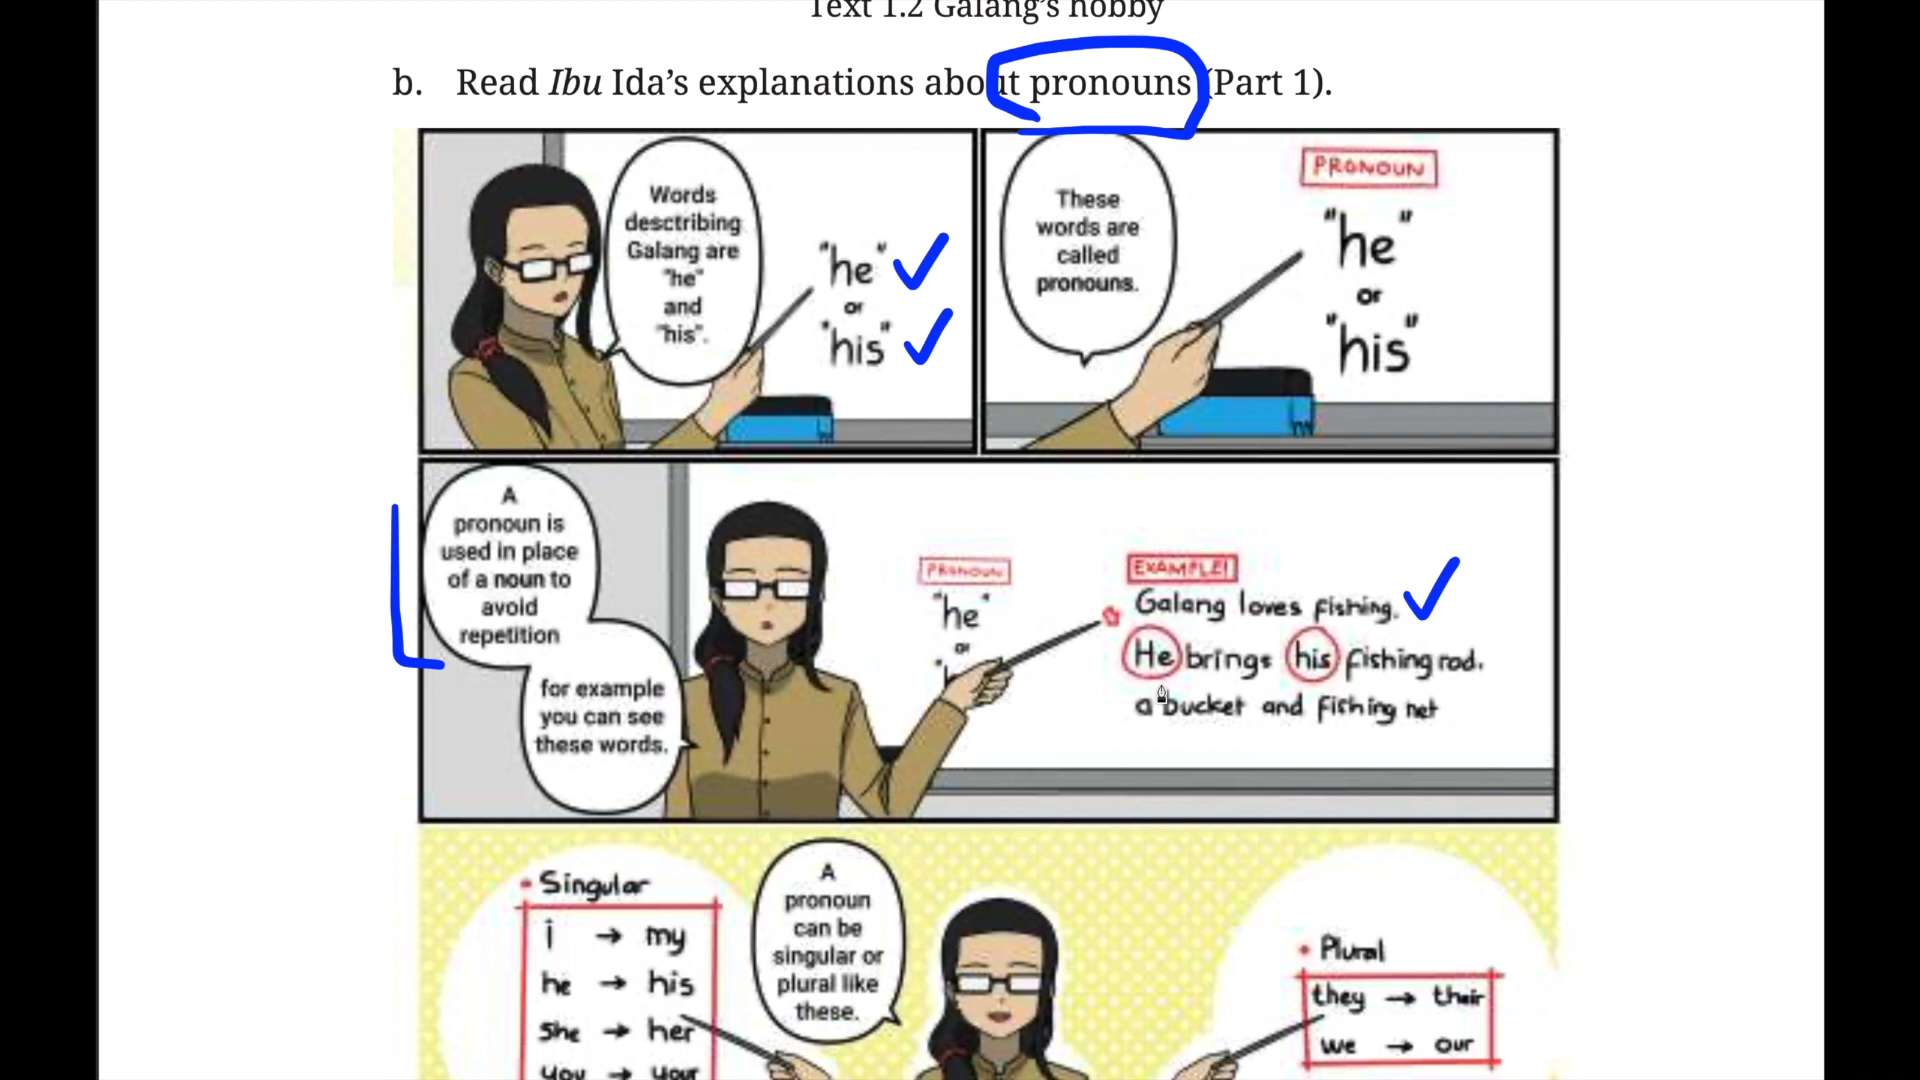 Text 1.2 Galang's hobby
b. Read Ibu Ida's explanations about pronouns (Part 1).
Words
desctribing
Galang are
"he"
and
"his".
"he"
or
"his"
These
words are
called
pronouns.
PRONOUN
"he"
or
"his"
A
pronoun is
used in place
of a noun to
avoid
repetition
for example
you can see
these words.
PRONOUN
"he"
or
EXAMPLE!
Galang loves fishing.
He brings his fishing rod,
a bucket and fishing net
• Singular
i → my
he → his
she → her
you → your
A
pronoun
can be
singular or
plural like
these.
• Plural
they → their
we → our